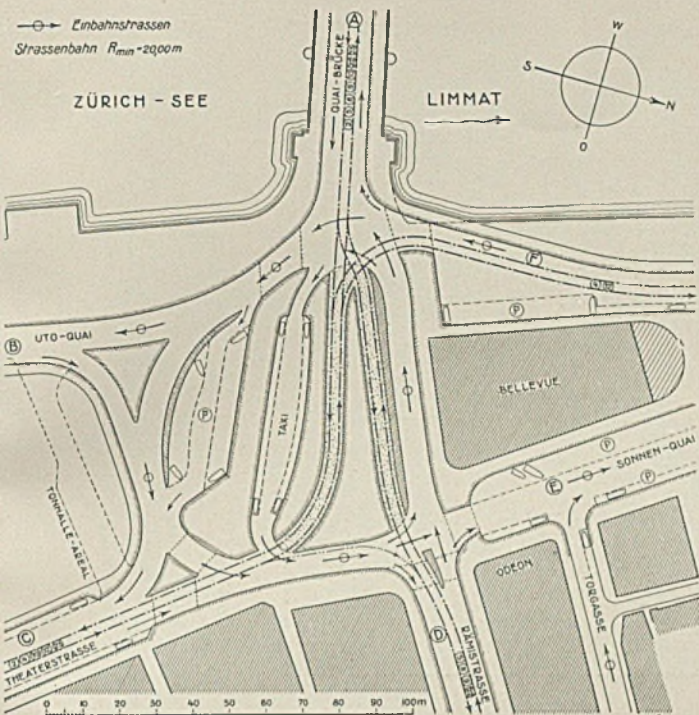 Einbahnstrassen
Strassenbahn Rmin = 20,00m
ZÜRICH - SEE
QUAI-BRÜCKE
A
LIMMAT
W
S
N
O
F
P
B
UTO-QUAI
BELLEVUE
P
TAXI
P
E
SONNEN-QUAI
P
TONHALLE-AREAL
ODEON
TORGASSE
C
THEATERSTRASSE
D
RÄMISTRASSE
0 10 20 30 40 50 60 70 80 90 100m